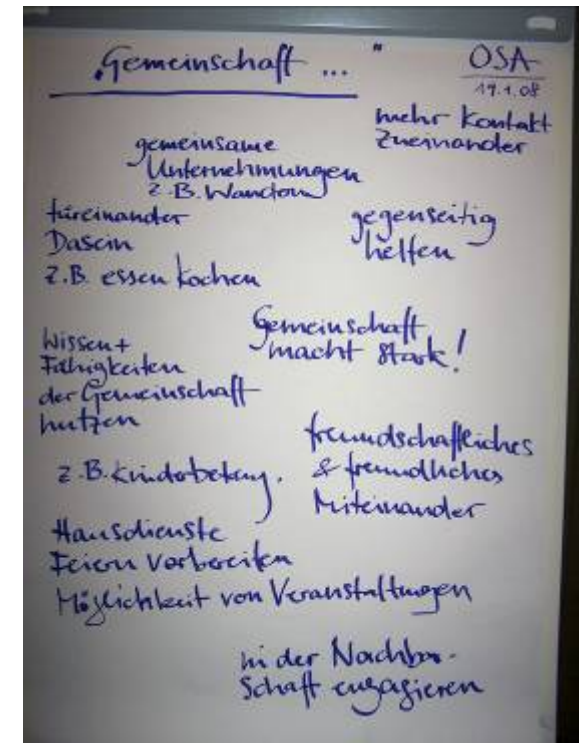 „Gemeinschaft ..."
OSA
19.1.08
mehr Kontakt
zueinander
gemeinsame
Unternehmungen
z.B. Wandern
füreinander
Dasein
z.B. essen kochen
gegenseitig
helfen
Gemeinschaft
macht stark!
Wissen +
Fähigkeiten
der Gemeinschaft
nutzen
z.B. Kinderbetreuung.
freundschaftliches
& freundliches
Miteinander
Hausdienste
Feiern Vorbereiten
Möglichkeit von Veranstaltungen
in der Nachbar-
schaft engagieren